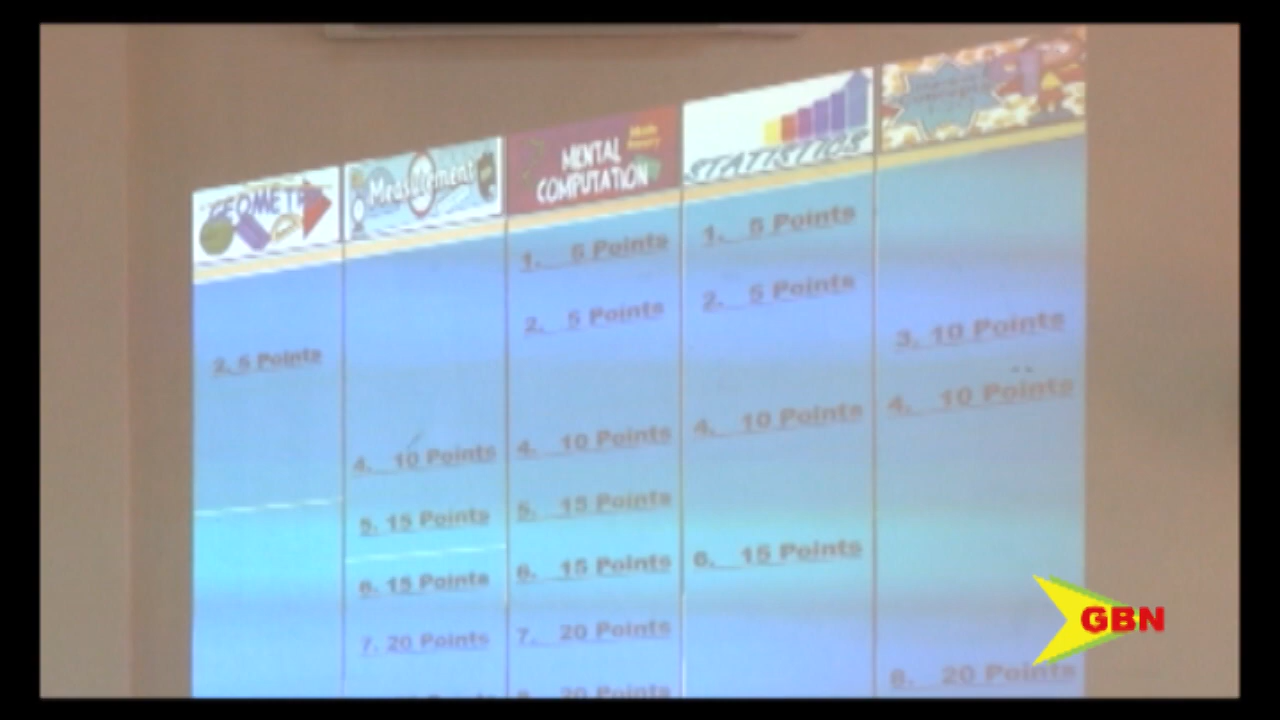 GEOMETRY
2. 5 Points
Measurement
4. 10 Points
5. 15 Points
6. 15 Points
7. 20 Points
MENTAL
COMPUTATION
1. 5 Points
2. 5 Points
4. 10 Points
5. 15 Points
6. 15 Points
7. 20 Points
8. 20 Points
STATISTICS
1. 5 Points
2. 5 Points
4. 10 Points
6. 15 Points
3. 10 Points
4. 10 Points
8. 20 Points
GBN